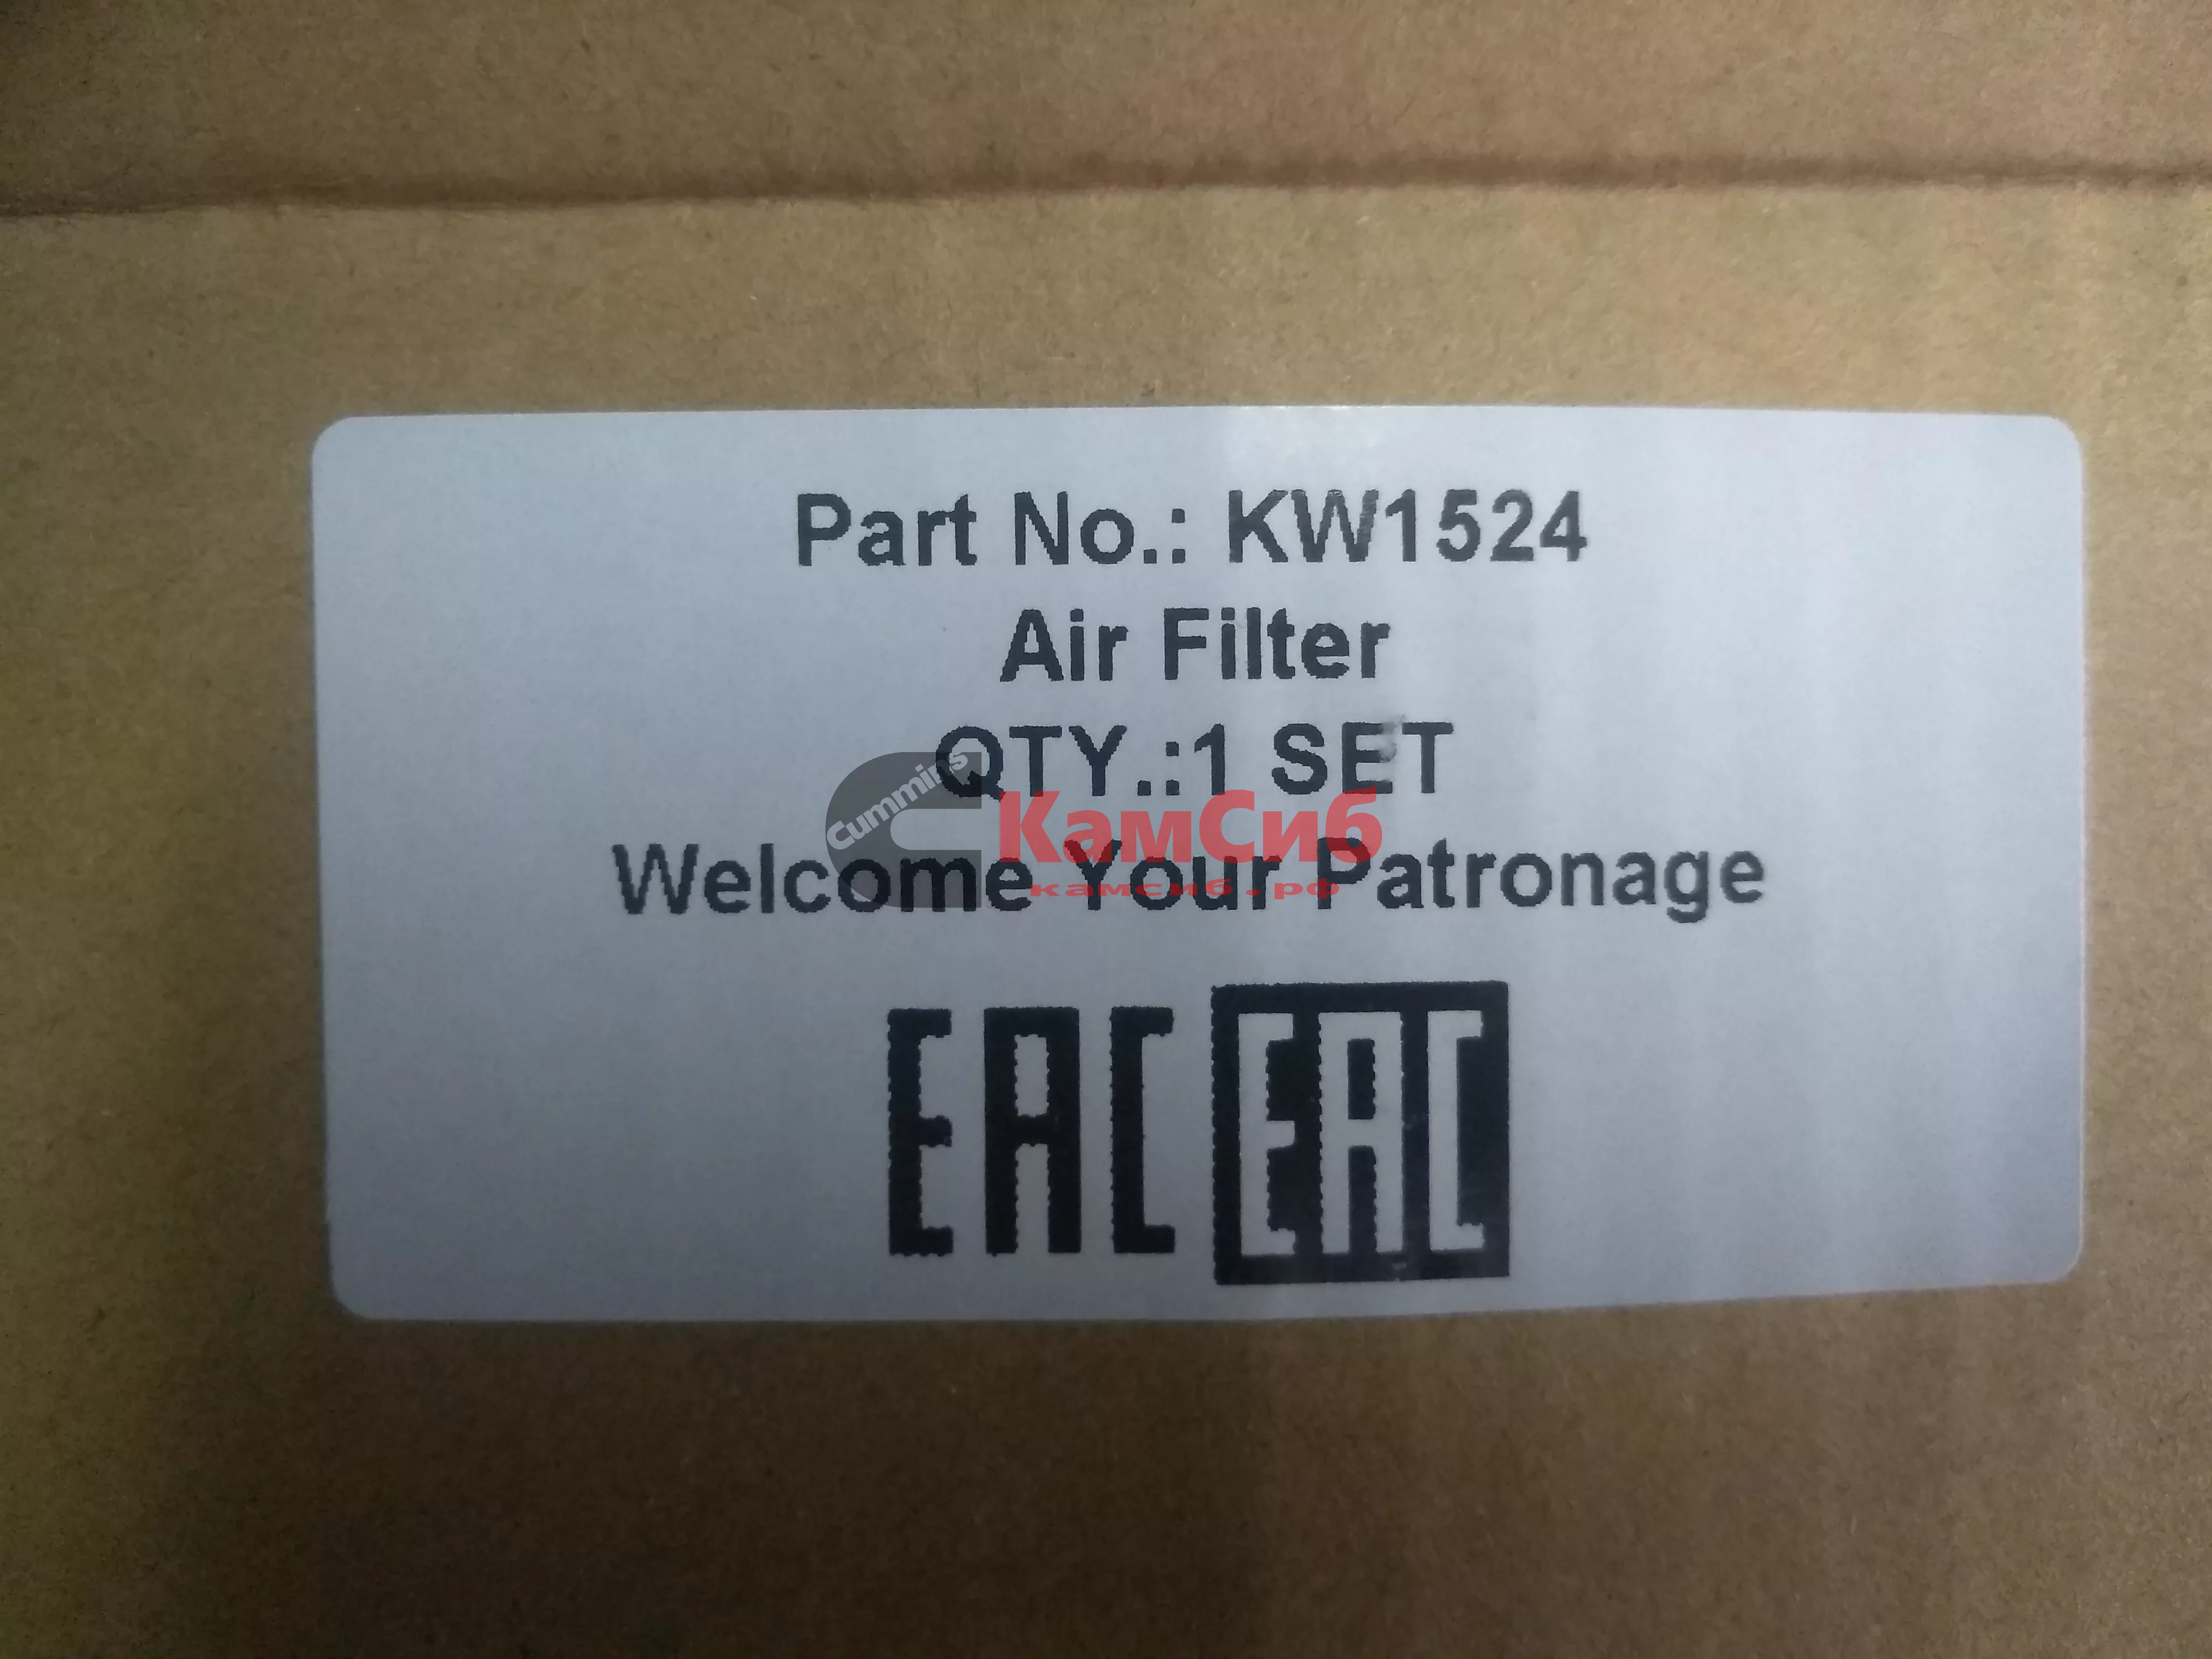 Part No.: KW1524
Air Filter
QTY.:1 SET
Cummins
КамСиб
камсиб.рф
Welcome Your Patronage
EAC EAC